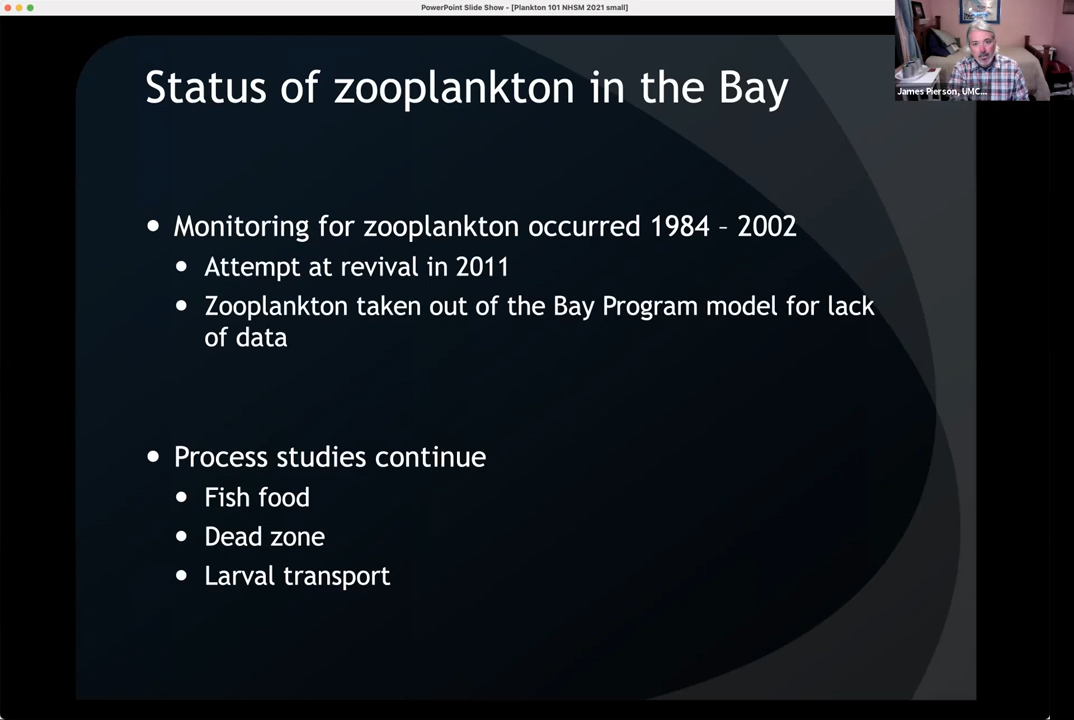 PowerPoint Slide Show - [Plankton 101 NHSM 2021 small]
James Pierson, UMC...
Status of zooplankton in the Bay
• Monitoring for zooplankton occurred 1984 – 2002
• Attempt at revival in 2011
• Zooplankton taken out of the Bay Program model for lack
of data
• Process studies continue
• Fish food
• Dead zone
• Larval transport